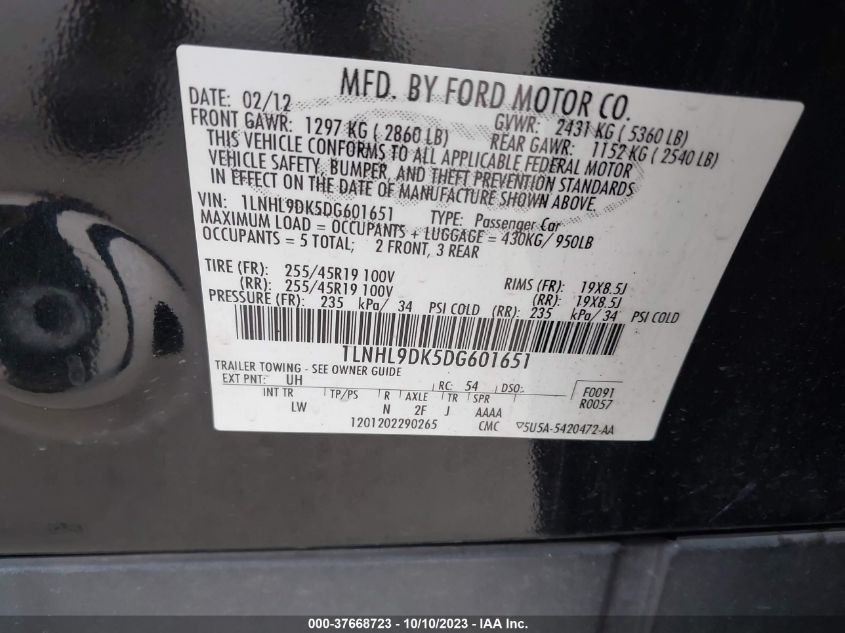 MFD. BY FORD MOTOR CO.
DATE: 02/12 GVWR: 2431 KG ( 5360 LB)
FRONT GAWR: 1297 KG ( 2860 LB) REAR GAWR: 1152 KG ( 2540 LB)
THIS VEHICLE CONFORMS TO ALL APPLICABLE FEDERAL MOTOR
VEHICLE SAFETY, BUMPER, AND THEFT PREVENTION STANDARDS
IN EFFECT ON THE DATE OF MANUFACTURE SHOWN ABOVE.
VIN: 1LNHL9DK5DG601651 TYPE: Passenger Car
MAXIMUM LOAD = OCCUPANTS + LUGGAGE = 430KG/ 950LB
OCCUPANTS = 5 TOTAL; 2 FRONT, 3 REAR
TIRE (FR): 255/45R19 100V RIMS (FR): 19X8.5J
(RR): 255/45R19 100V (RR): 19X8.5J
PRESSURE (FR): 235 kPa/ 34 PSI COLD (RR): 235 kPa/ 34 PSI COLD
1LNHL9DK5DG601651
TRAILER TOWING - SEE OWNER GUIDE
EXT PNT: UH RC: 54 DSO: F0091
INT TR TP/PS R AXLE TR SPR R0057
LW N 2F J AAAA
1201202290265 CMC ▽5U5A-5420472-AA
000-37668723 - 10/10/2023 - COPYRIGHT IAA, INC.